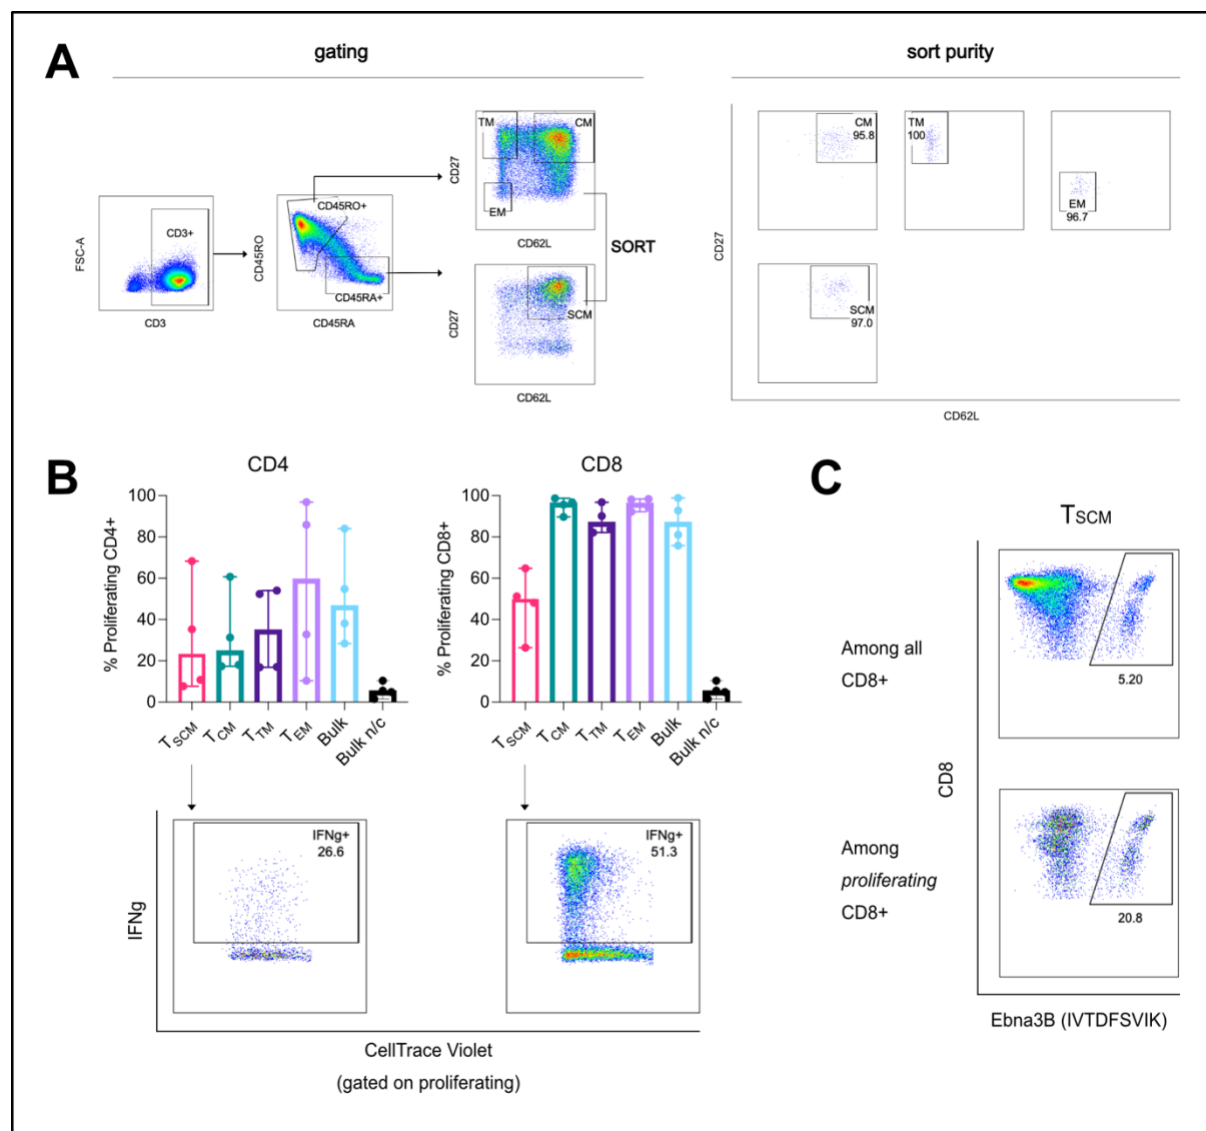 A
gating
sort purity
FSC-A
CD3+
CD3
CD45RO
CD45RO+
CD45RA+
CD45RA
CD27
TM
CM
EM
CD62L
SORT
CD27
SCM
CD62L
CM
95.8
TM
100
EM
96.7
SCM
97.0
CD27
CD62L
B
CD4
% Proliferating CD4+
100
80
60
40
20
0
TSCM
TCM
TTM
TEM
Bulk
Bulk n/c
CD8
% Proliferating CD8+
100
80
60
40
20
0
TSCM
TCM
TTM
TEM
Bulk
Bulk n/c
IFNg
IFNg+
26.6
IFNg+
51.3
CellTrace Violet
(gated on proliferating)
C
TSCM
Among all
CD8+
5.20
CD8
Among
proliferating
CD8+
20.8
Ebna3B (IVTDFSVIK)